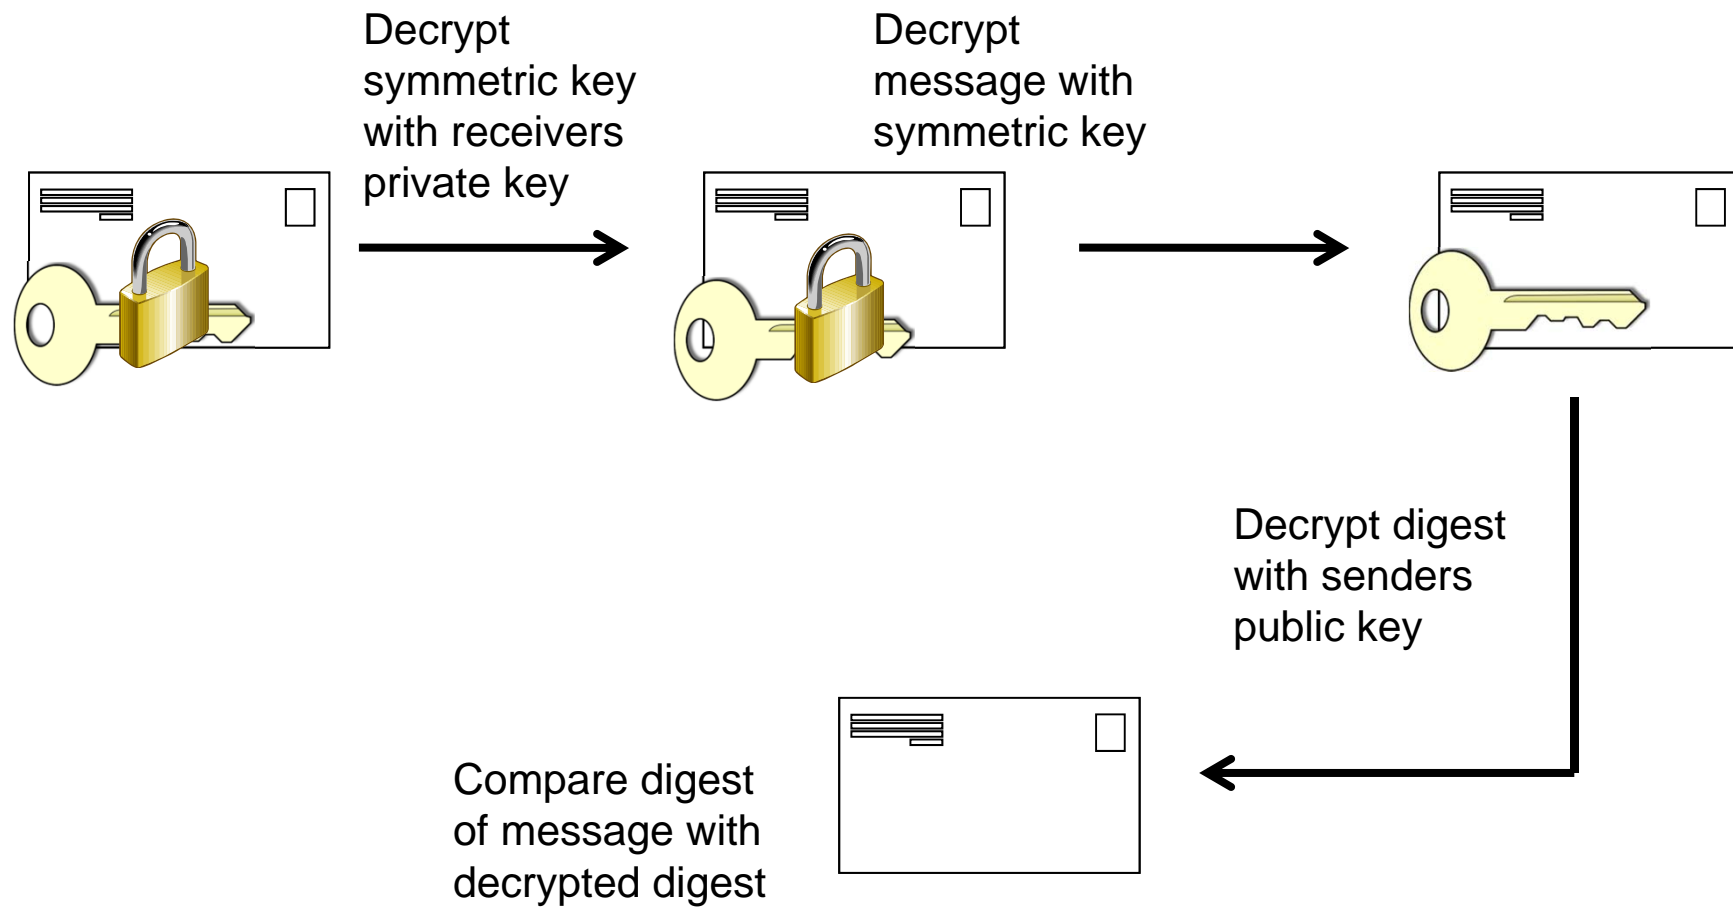 Decrypt
symmetric key
with receivers
private key
Decrypt
message with
symmetric key
Decrypt digest
with senders
public key
Compare digest
of message with
decrypted digest